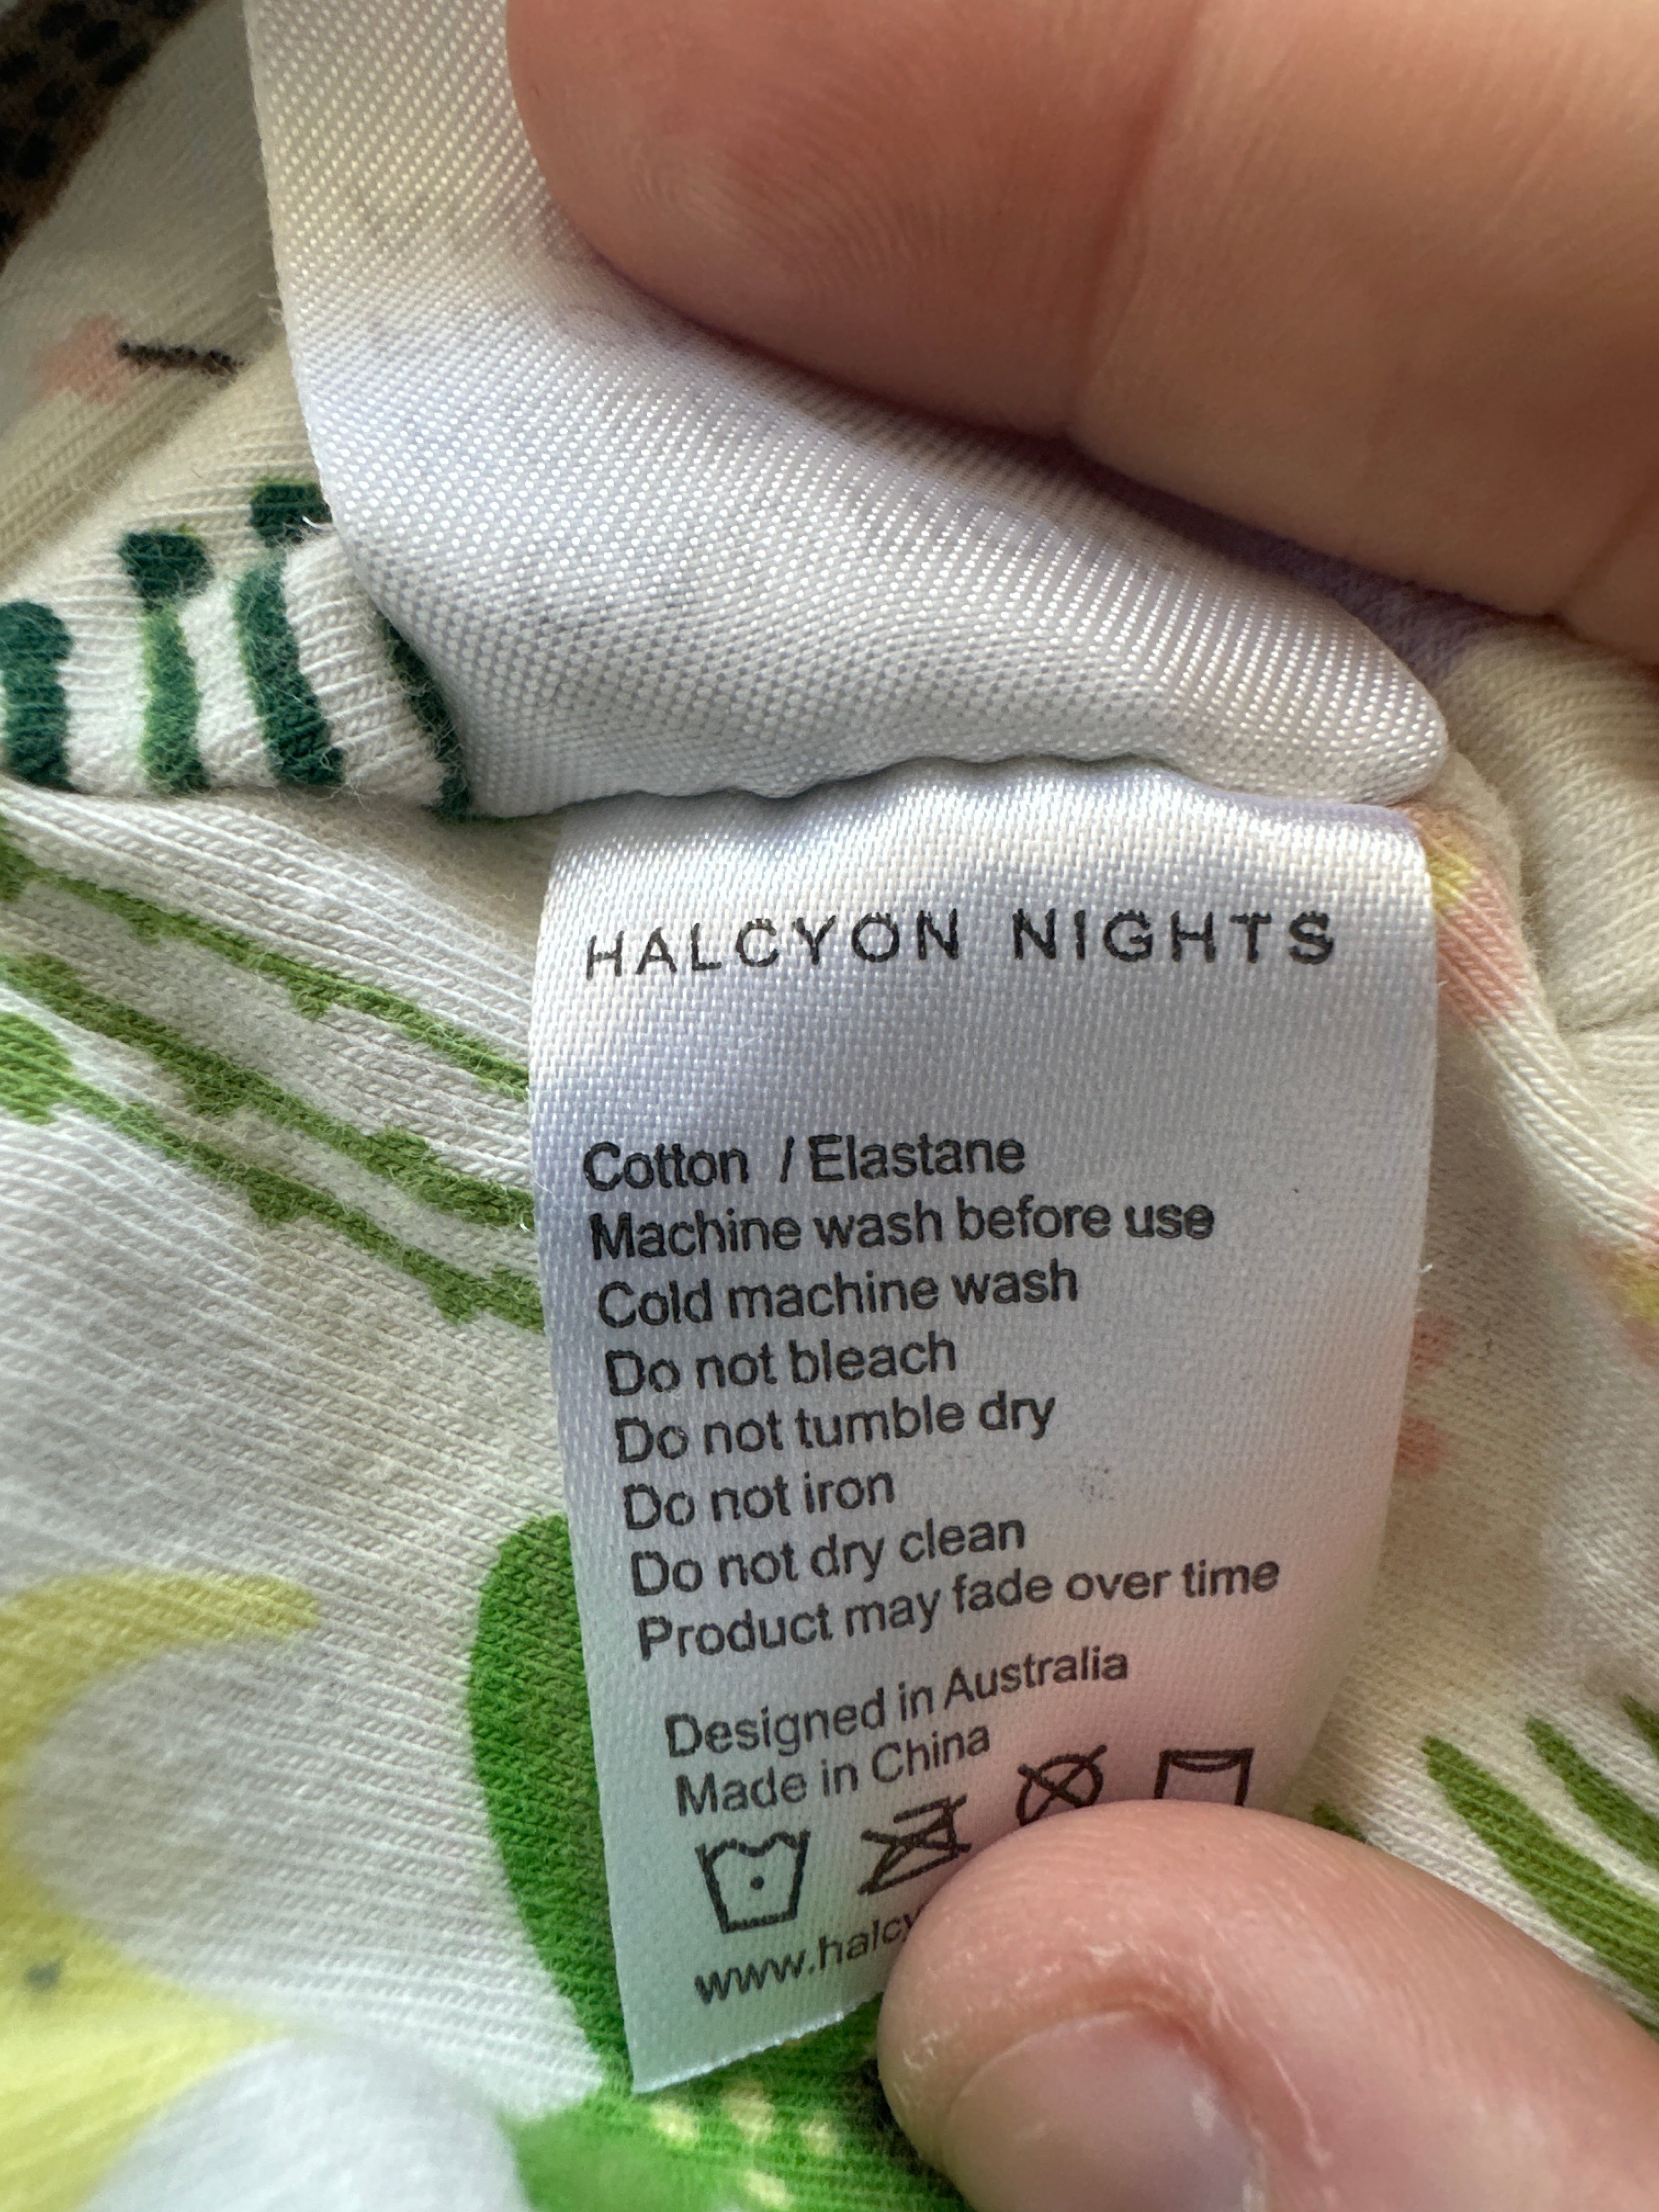 HALCYON NIGHTS
Cotton / Elastane
Machine wash before use
Cold machine wash
Do not bleach
Do not tumble dry
Do not iron
Do not dry clean
Product may fade over time
Designed in Australia
Made in China